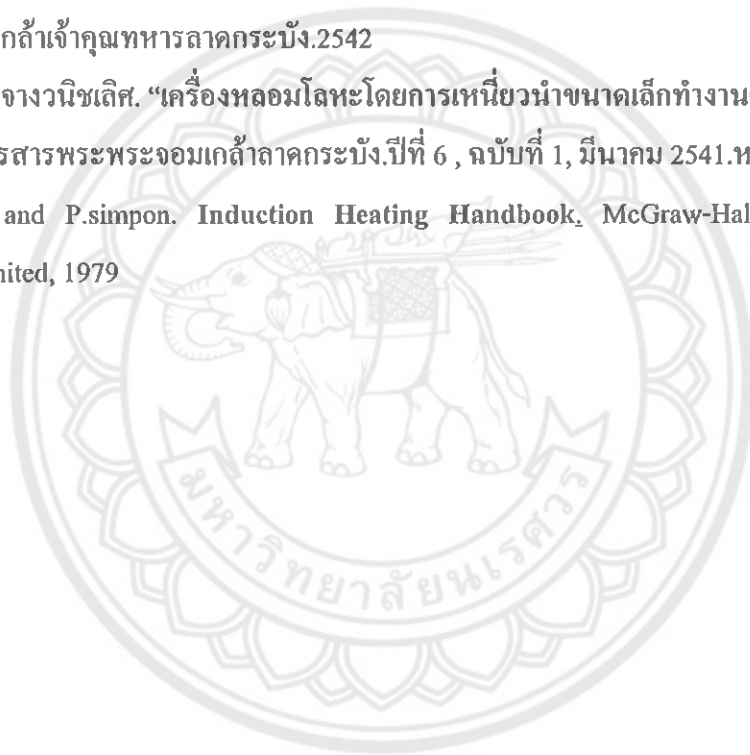 กล้าเจ้าคุณทหารลาดกระบัง.2542
จางวนิชเลิศ. “เครื่องหลอมโลหะโดยการเหนี่ยวนำขนาดเล็กทำงาน
รสารพระพระจอมเกล้าลาดกระบัง.ปีที่ 6 , ฉบับที่ 1, มีนาคม 2541.ห
and P.simpon. Induction Heating Handbook. McGraw-Hal
nited, 1979
มหาวิทยาลัยนเรศวร